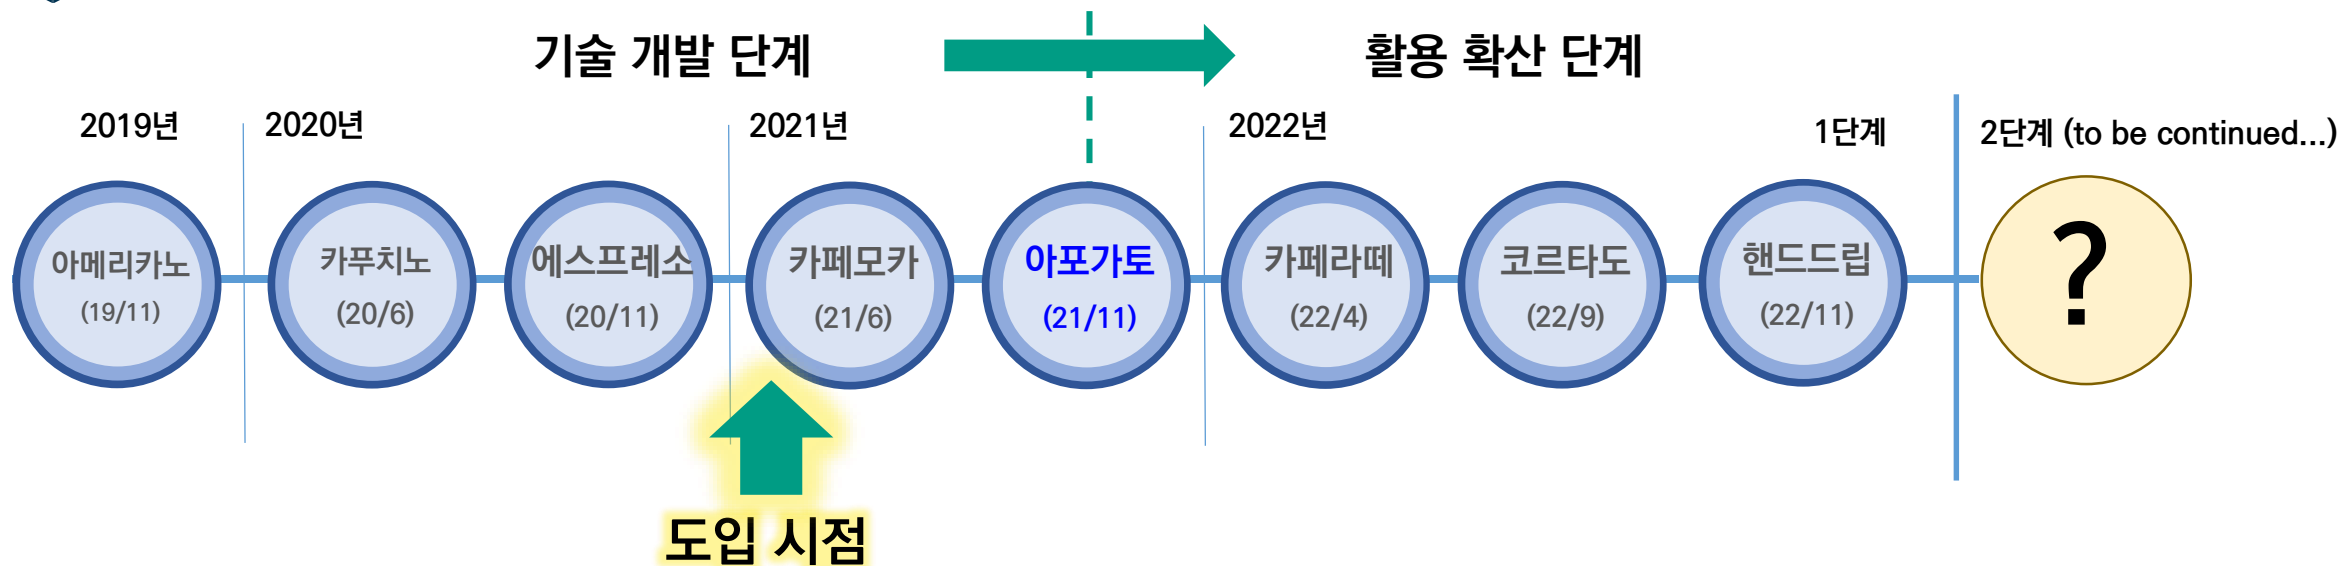 기술 개발 단계
활용 확산 단계
2019년
2020년
2021년
2022년
1단계
2단계 (to be continued...)
아메리카노
(19/11)
카푸치노
(20/6)
에스프레소
(20/11)
카페모카
(21/6)
아포가토
(21/11)
카페라떼
(22/4)
코르타도
(22/9)
핸드드립
(22/11)
?
도입 시점